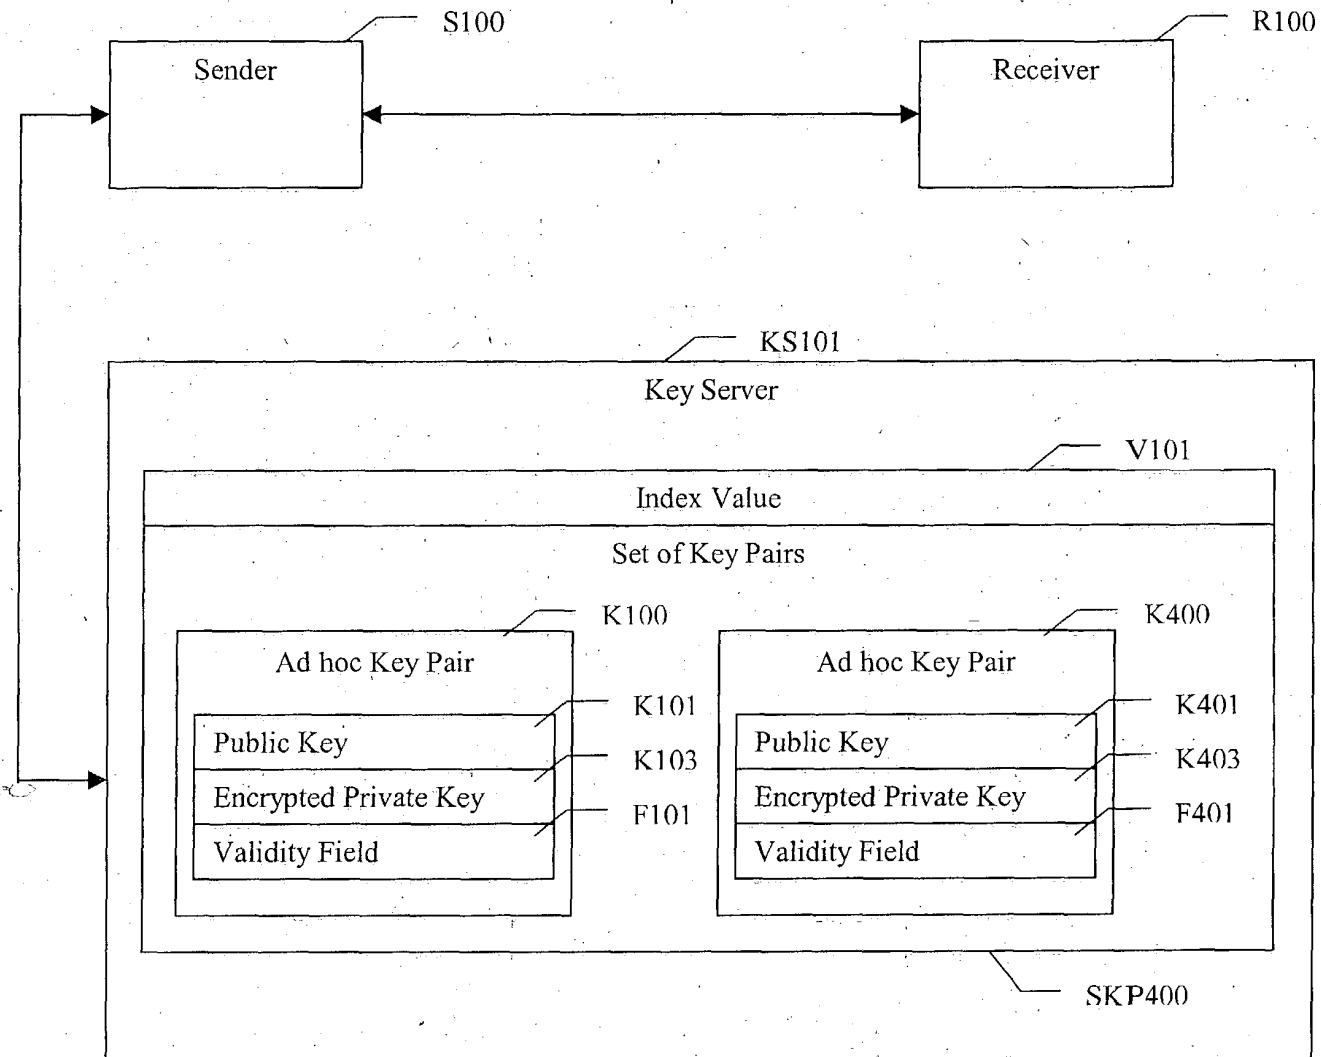 S100
R100
Sender
Receiver
KS101
Key Server
V101
Index Value
Set of Key Pairs
K100
K400
Ad hoc Key Pair
Ad hoc Key Pair
K101
K401
Public Key
Public Key
K103
K403
Encrypted Private Key
Encrypted Private Key
F101
F401
Validity Field
Validity Field
SKP400